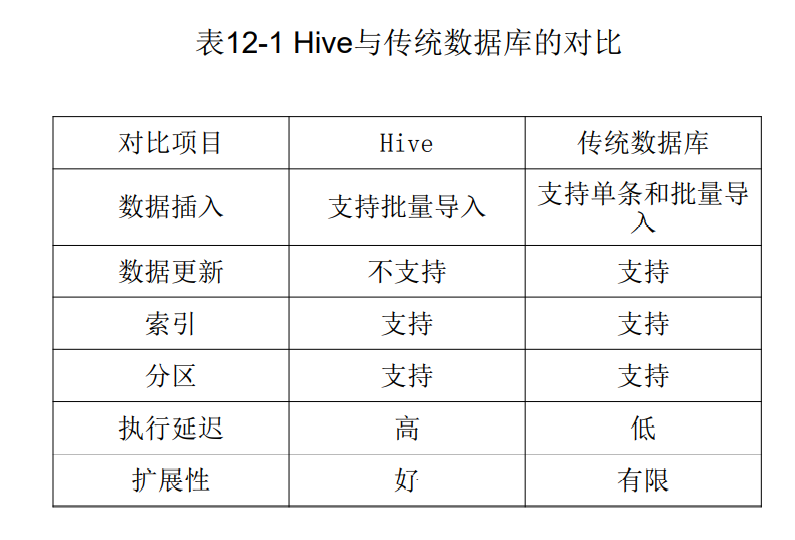 表12-1 Hive与传统数据库的对比
对比项目 Hive 传统数据库
数据插入 支持批量导入 支持单条和批量导
入
数据更新 不支持 支持
索引 支持 支持
分区 支持 支持
执行延迟 高 低
扩展性 好 有限